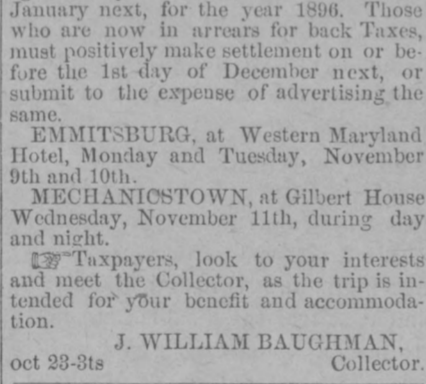 January next, for the year 1896. Those
who are now in arrears for back Taxes,
must positively make settlement on or be-
fore the 1st day of December next, or
submit to the expense of advertising the
same.
EMMITSBURG, at Western Maryland
Hotel, Monday and Tuesday, November
9th and 10th.
MECHANICSTOWN, at Gilbert House
Wednesday, November 11th, during day
and night.
☞Taxpayers, look to your interests
and meet the Collector, as the trip is in-
tended for your benefit and accommoda-
tion.
J. WILLIAM BAUGHMAN,
oct 23-3ts Collector.